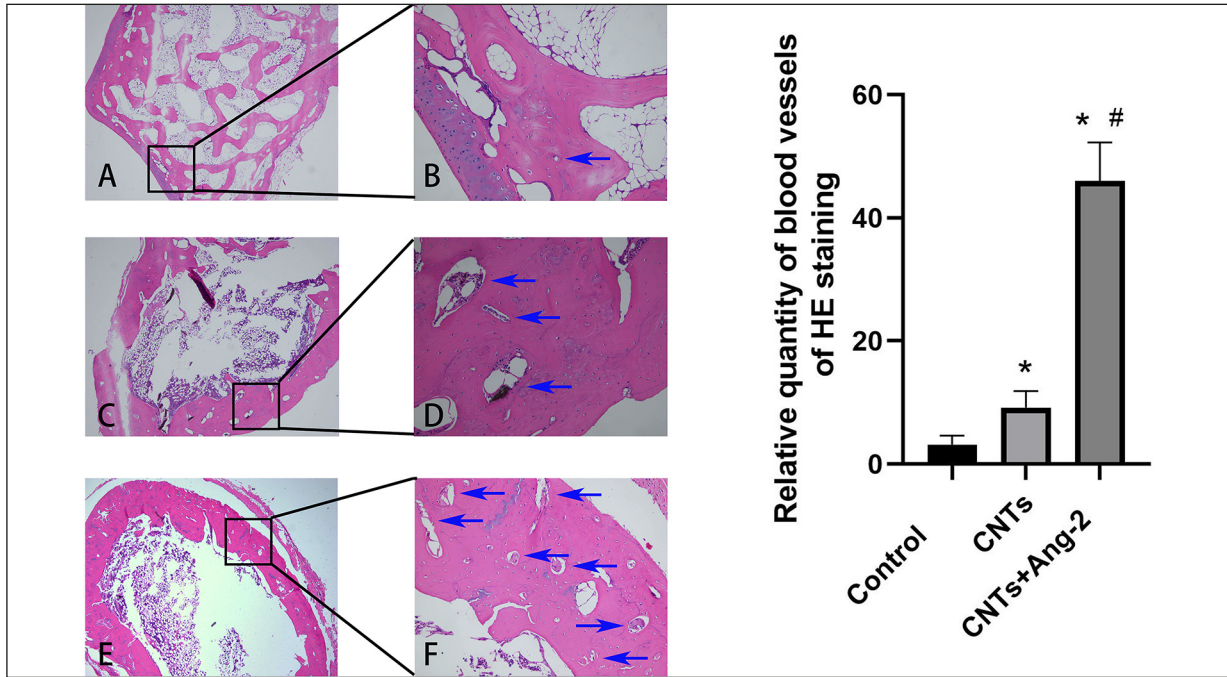 A
B
C
D
E
F
Relative quantity of blood vessels
of HE staining
60
40
20
0
*
*
* #
Control
CNTs
CNTs+Ang-2